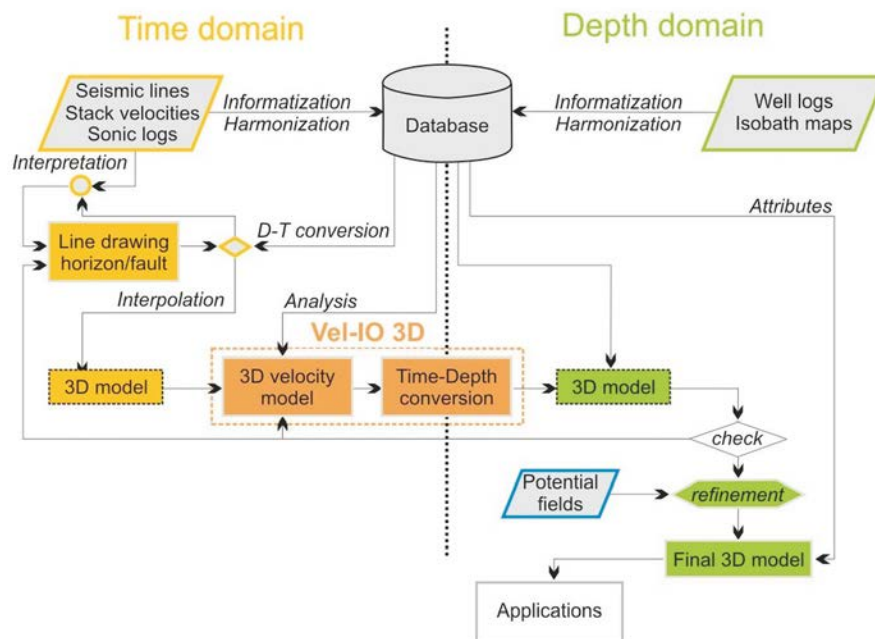 Time domain
Depth domain
Seismic lines
Stack velocities
Sonic logs
Informatization
Harmonization
Database
Informatization
Harmonization
Well logs
Isobath maps
Interpretation
Attributes
Line drawing
horizon/fault
D-T conversion
Interpolation
Analysis
Vel-IO 3D
3D model
3D velocity
model
Time-Depth
conversion
3D model
check
Potential
fields
refinement
Final 3D model
Applications